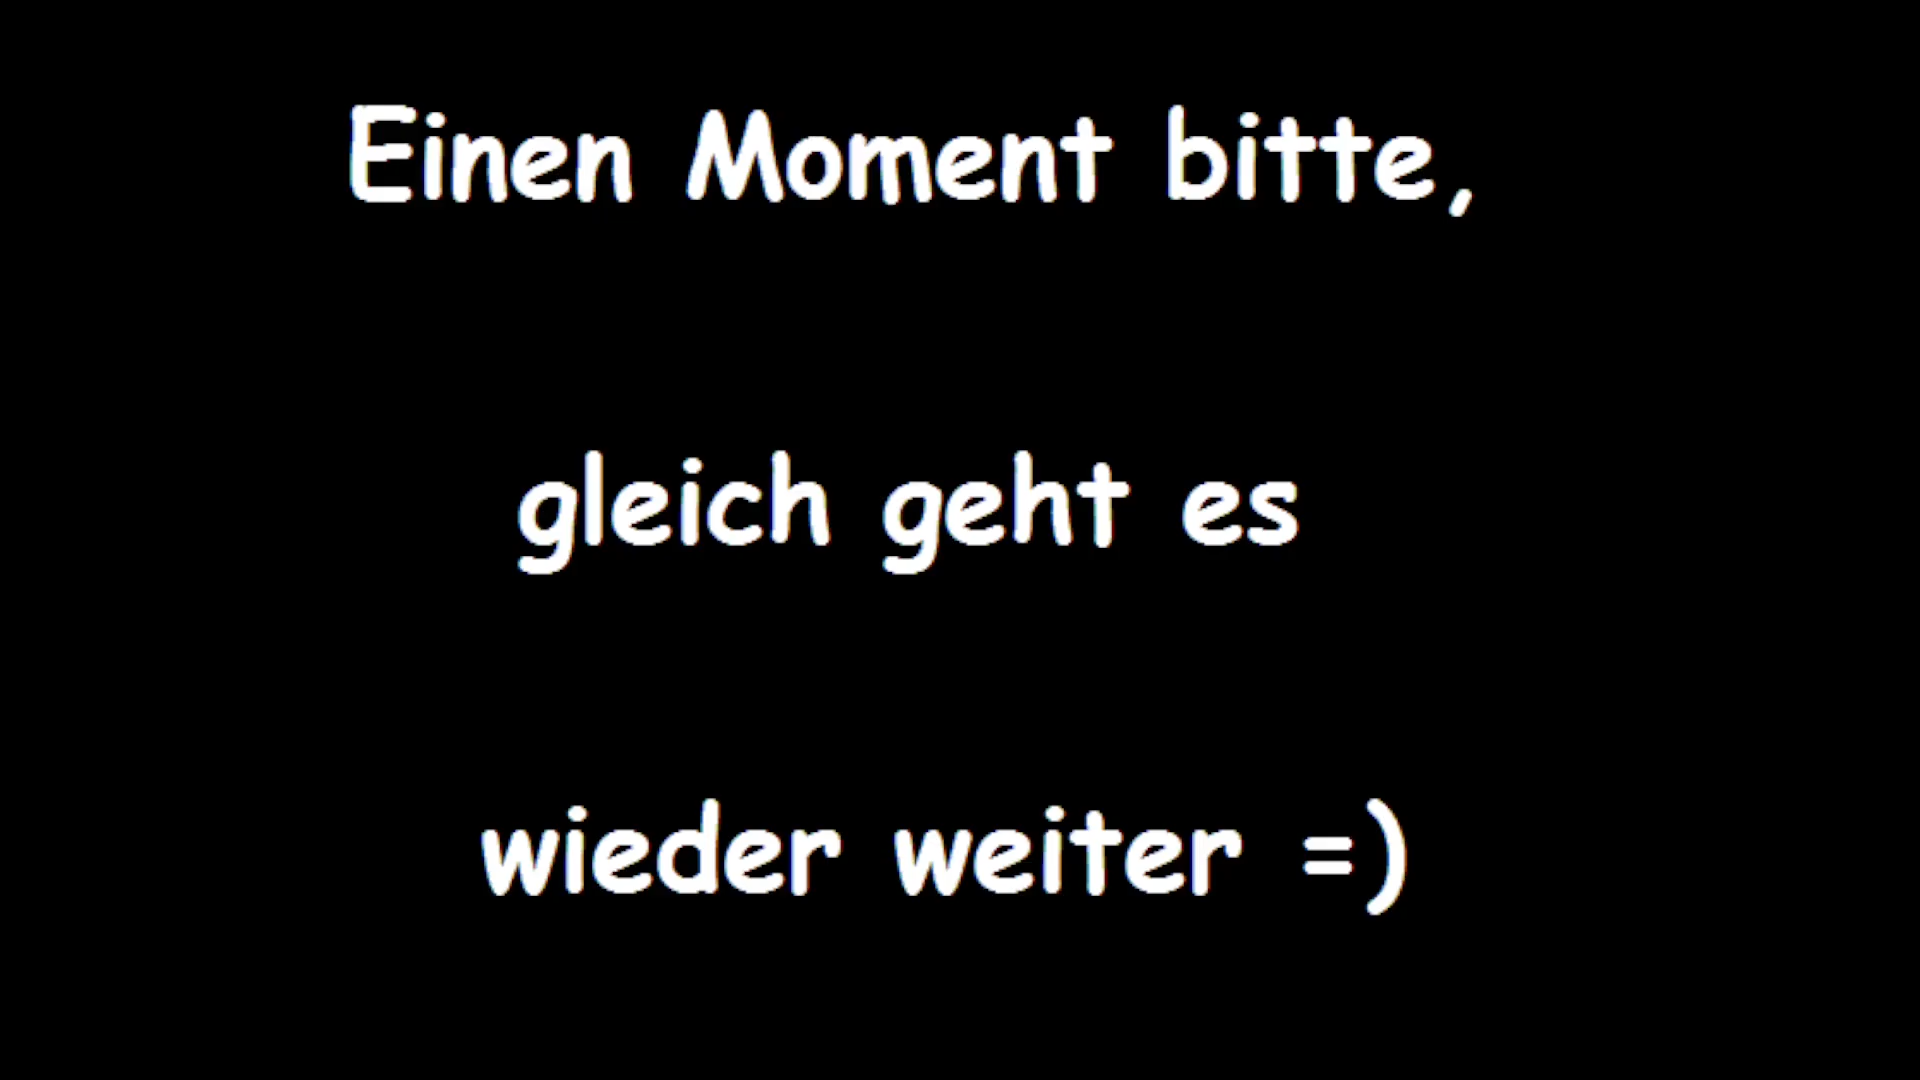 Einen Moment bitte,
gleich geht es
wieder weiter =)